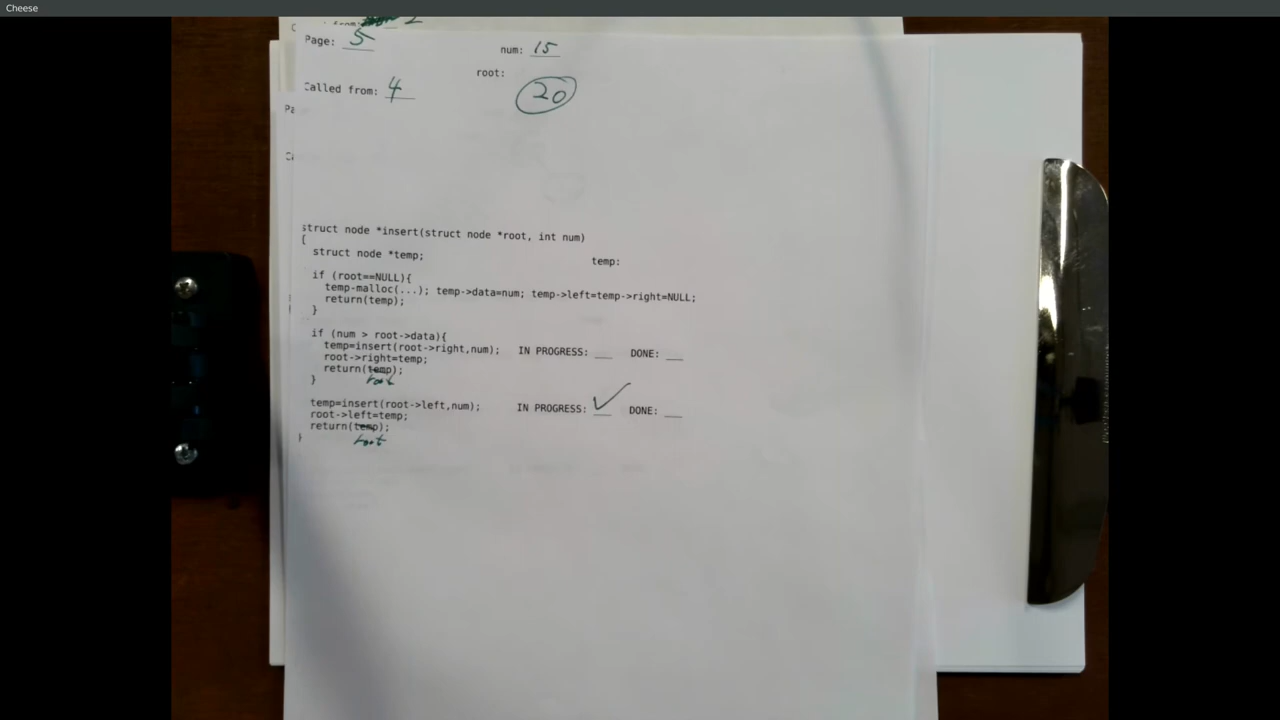 Cheese
Page: 5
num: 15
root:
20
Called from: 4
struct node *insert(struct node *root, int num)
{
struct node *temp;
temp:
if (root==NULL){
temp-malloc(...); temp->data=num; temp->left=temp->right=NULL;
return(temp);
}
if (num > root->data){
temp=insert(root->right,num); IN PROGRESS: ___ DONE: ___
root->right=temp;
return(temp);
root
}
temp=insert(root->left,num); IN PROGRESS: ✓ DONE: ___
root->left=temp;
return(temp);
root
}